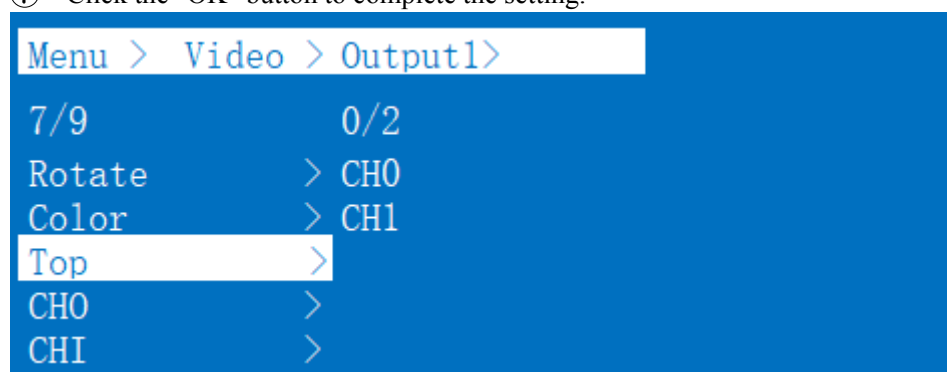 Click the "OK" button to complete the setting.
Menu > Video > Output1>
7/9 0/2
Rotate > CH0
Color > CH1
Top >
CHO >
CHI >